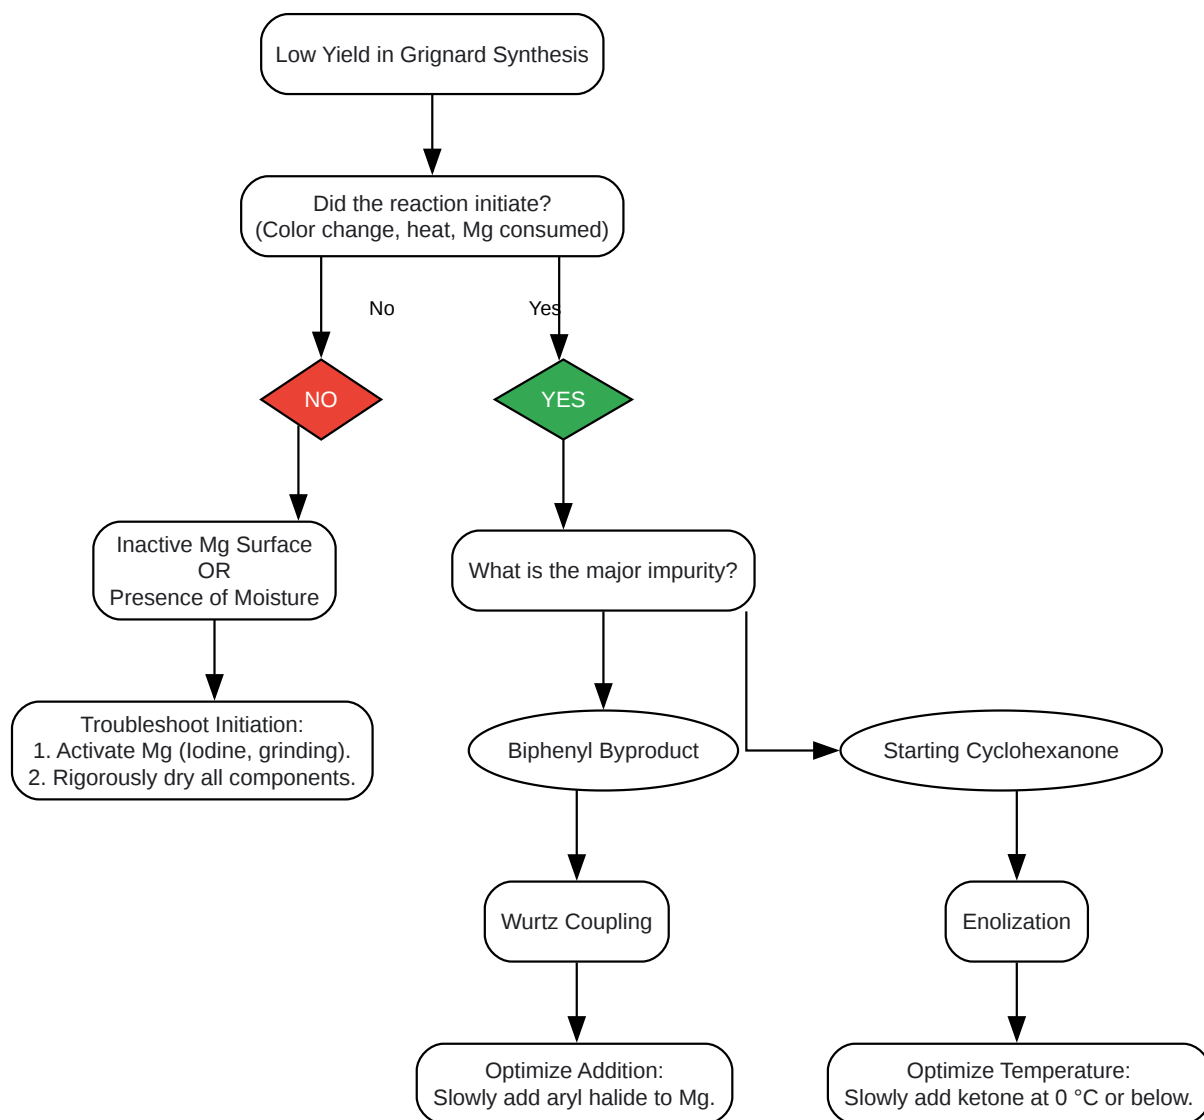 Low Yield in Grignard Synthesis
Did the reaction initiate?
(Color change, heat, Mg consumed)
No
Yes
NO
YES
Inactive Mg Surface
OR
Presence of Moisture
What is the major impurity?
Troubleshoot Initiation:
1. Activate Mg (Iodine, grinding).
2. Rigorously dry all components.
Biphenyl Byproduct
Starting Cyclohexanone
Wurtz Coupling
Enolization
Optimize Addition:
Slowly add aryl halide to Mg.
Optimize Temperature:
Slowly add ketone at 0 °C or below.